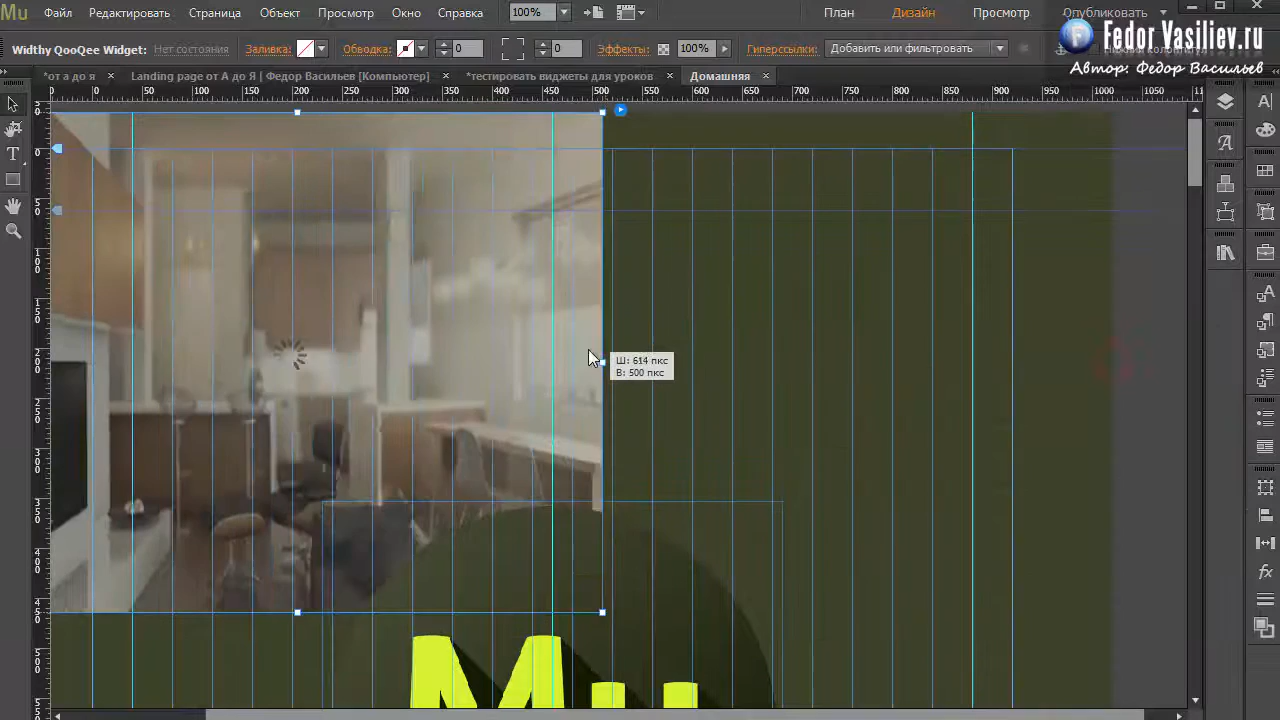 Mu Файл Редактировать Страница Объект Просмотр Окно Справка 100% План Дизайн Просмотр Опубликовать
Fedor Vasiliev.ru
Автор: Федор Васильев
Widthy QooQee Widget: Нет состояния Заливка: Обводка: 0 0 Эффекты: 100% Гиперссылки: Добавить или фильтровать
*от а до я × Landing page от А до Я | Федор Васильев [Компьютер] × *тестировать виджеты для уроков × Домашняя ×
50 0 50 100 150 200 250 300 350 400 450 500 550 600 650 700 750 800 850 900 950 1000 1050
Ш: 614 пкс
В: 500 пкс